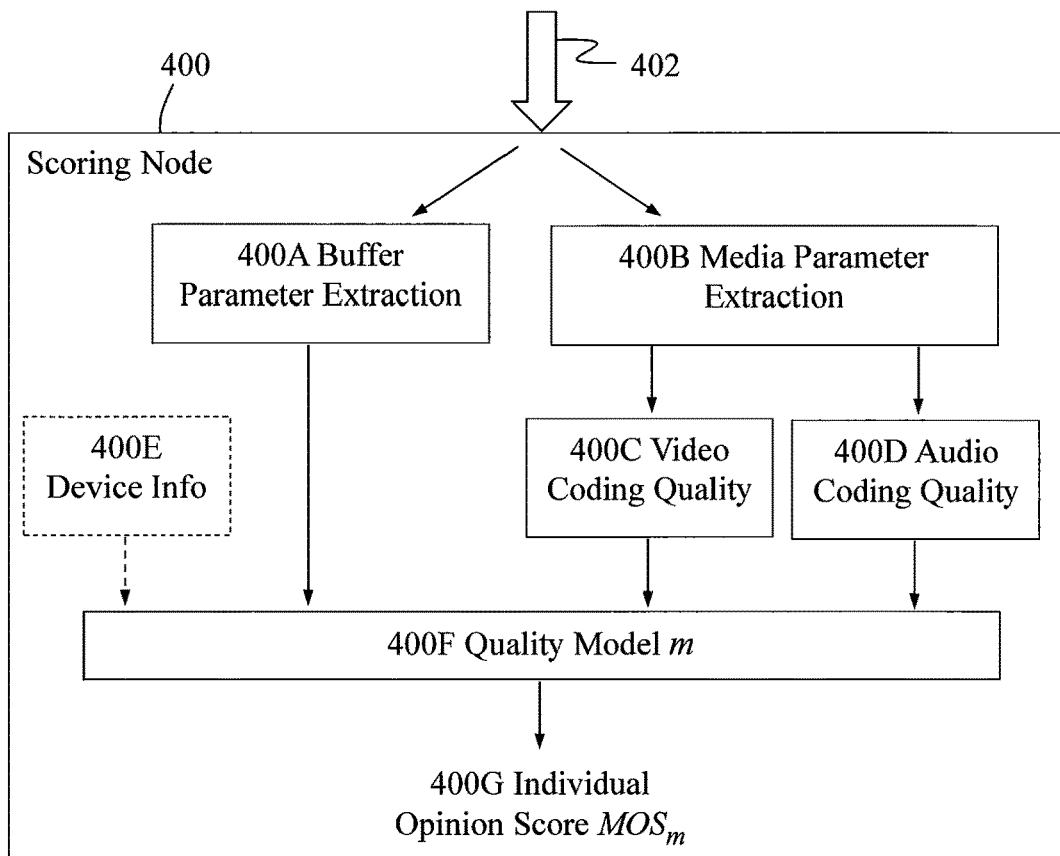 400
402
Scoring Node
400A Buffer
Parameter Extraction
400B Media Parameter
Extraction
400E
Device Info
400C Video
Coding Quality
400D Audio
Coding Quality
400F Quality Model m
400G Individual
Opinion Score MOSm